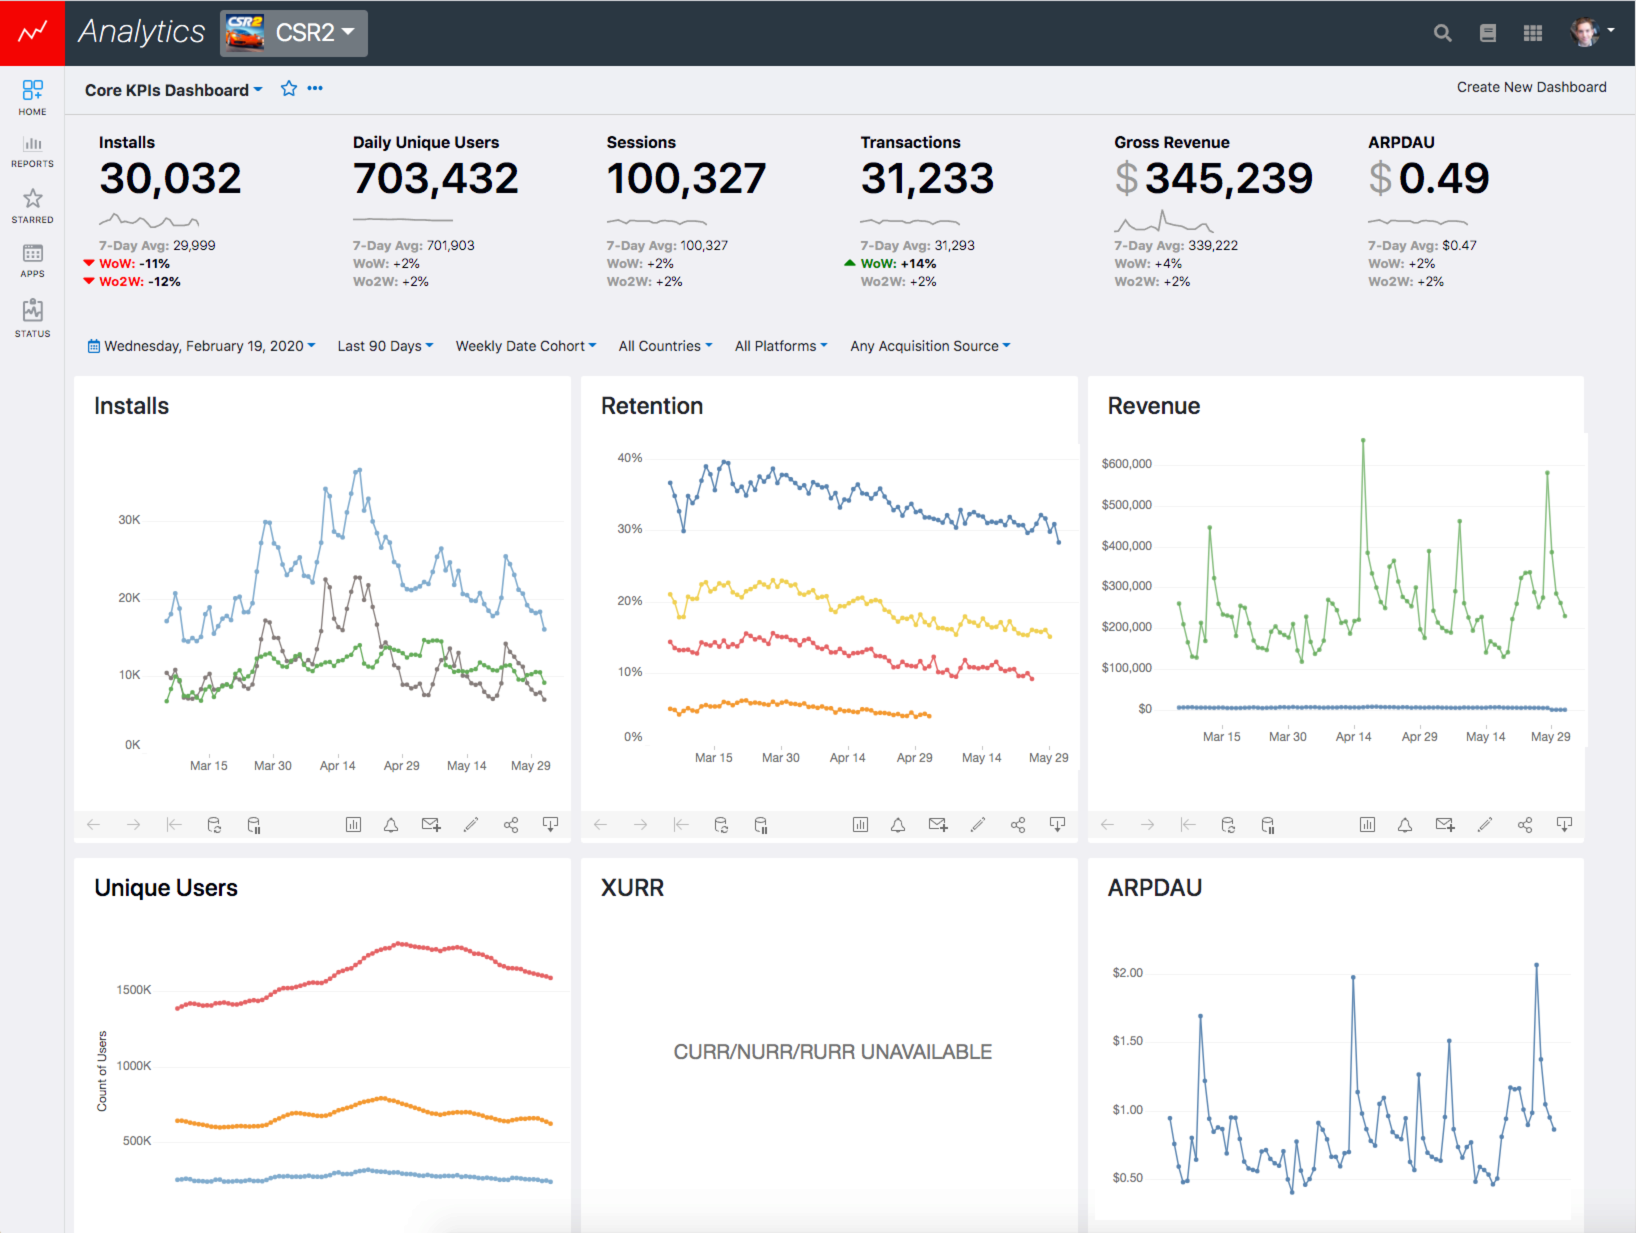 Analytics
CSR2
CSR2
Core KPIs Dashboard
Create New Dashboard
HOME
REPORTS
STARRED
APPS
STATUS
Installs
30,032
7-Day Avg: 29,999
WoW: -11%
Wo2W: -12%
Daily Unique Users
703,432
7-Day Avg: 701,903
WoW: +2%
Wo2W: +2%
Sessions
100,327
7-Day Avg: 100,327
WoW: +2%
Wo2W: +2%
Transactions
31,233
7-Day Avg: 31,293
WoW: +14%
Wo2W: +2%
Gross Revenue
$345,239
7-Day Avg: 339,222
WoW: +4%
Wo2W: +2%
ARPDAU
$0.49
7-Day Avg: $0.47
WoW: +2%
Wo2W: +2%
Wednesday, February 19, 2020
Last 90 Days
Weekly Date Cohort
All Countries
All Platforms
Any Acquisition Source
Installs
30K
20K
10K
0K
Mar 15 Mar 30 Apr 14 Apr 29 May 14 May 29
Retention
40%
30%
20%
10%
0%
Mar 15 Mar 30 Apr 14 Apr 29 May 14 May 29
Revenue
$600,000
$500,000
$400,000
$300,000
$200,000
$100,000
$0
Mar 15 Mar 30 Apr 14 Apr 29 May 14 May 29
Unique Users
Count of Users
1500K
1000K
500K
XURR
CURR/NURR/RURR UNAVAILABLE
ARPDAU
$2.00
$1.50
$1.00
$0.50